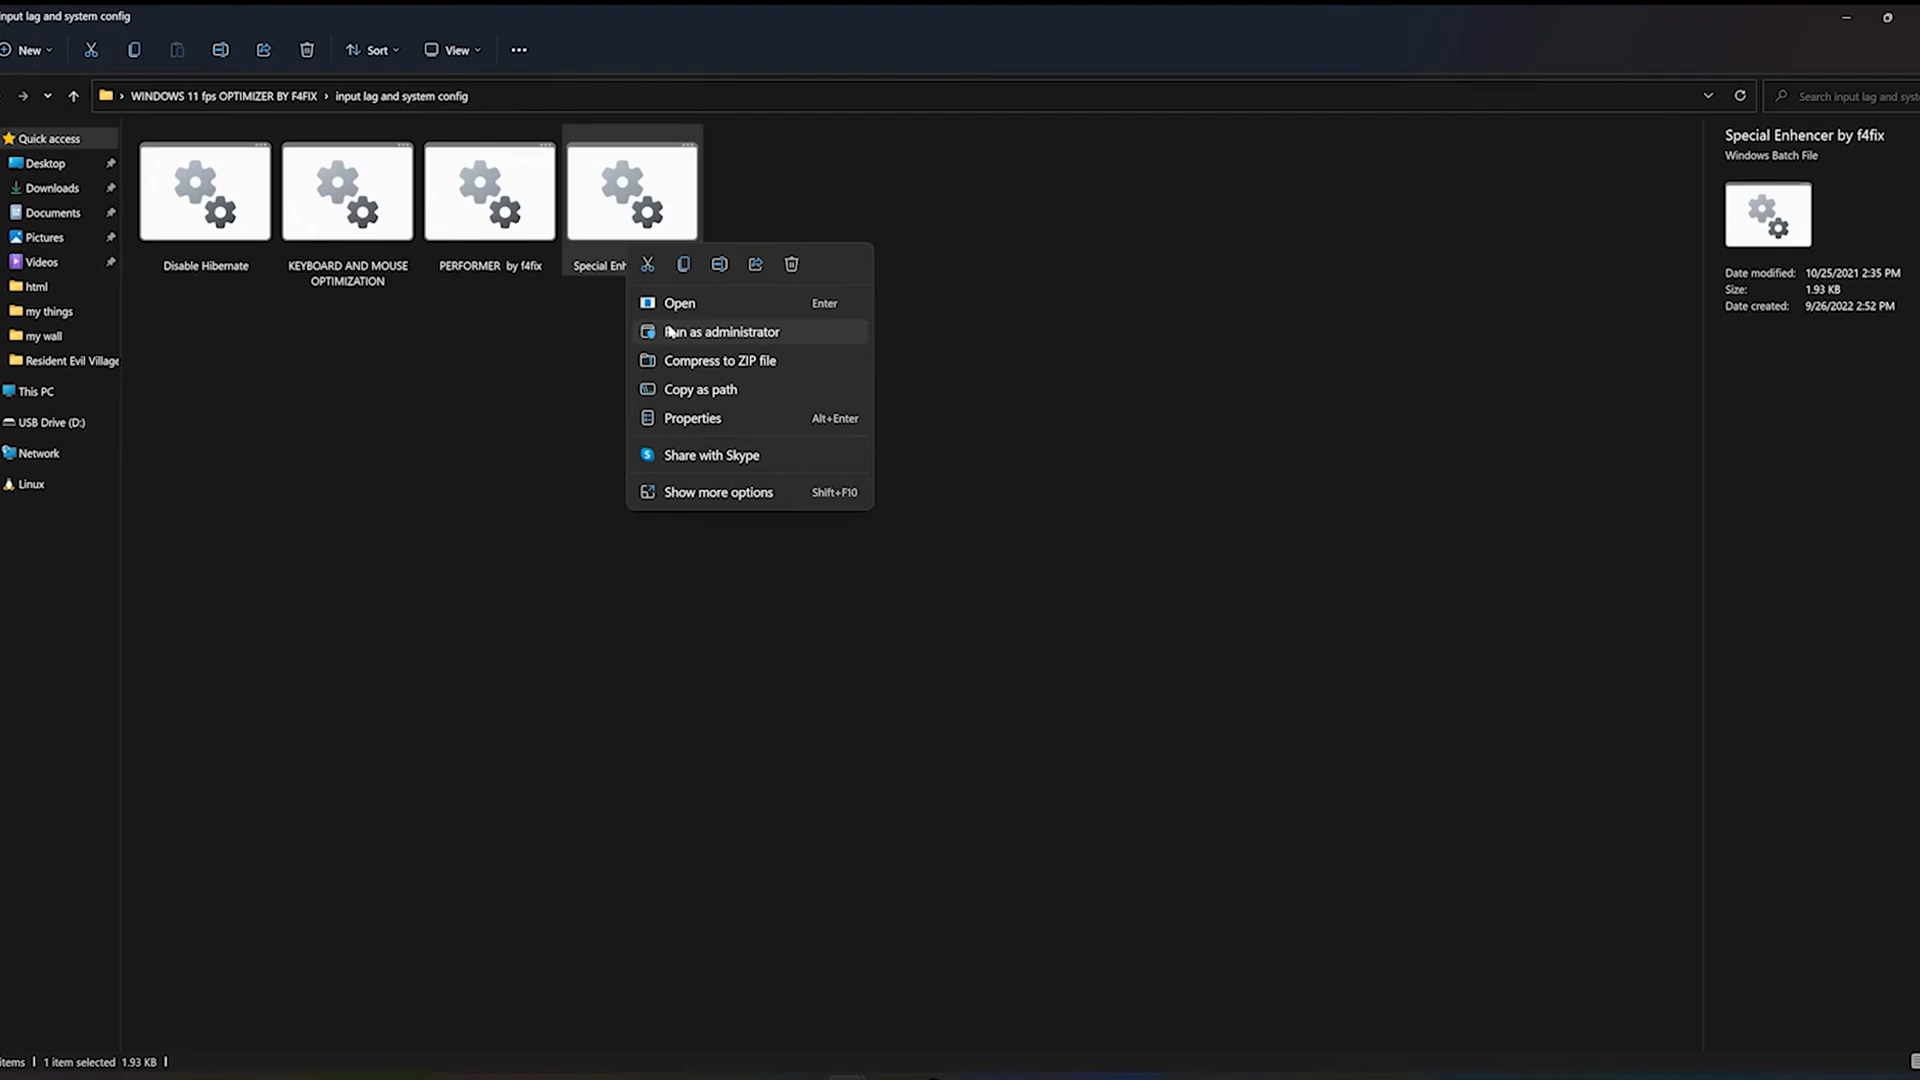 input lag and system config
New
Sort
View
WINDOWS 11 fps OPTIMIZER BY F4FIX › input lag and system config
Search input lag and syste
Quick access
Desktop
Downloads
Documents
Pictures
Videos
html
my things
my wall
Resident Evil Village
This PC
USB Drive (D:)
Network
Linux
Disable Hibernate
KEYBOARD AND MOUSE
OPTIMIZATION
PERFORMER by f4fix
Special Enh
Open Enter
Run as administrator
Compress to ZIP file
Copy as path
Properties Alt+Enter
Share with Skype
Show more options Shift+F10
Special Enhencer by f4fix
Windows Batch File
Date modified: 10/25/2021 2:35 PM
Size: 1.93 KB
Date created: 9/26/2022 2:52 PM
items 1 item selected 1.93 KB